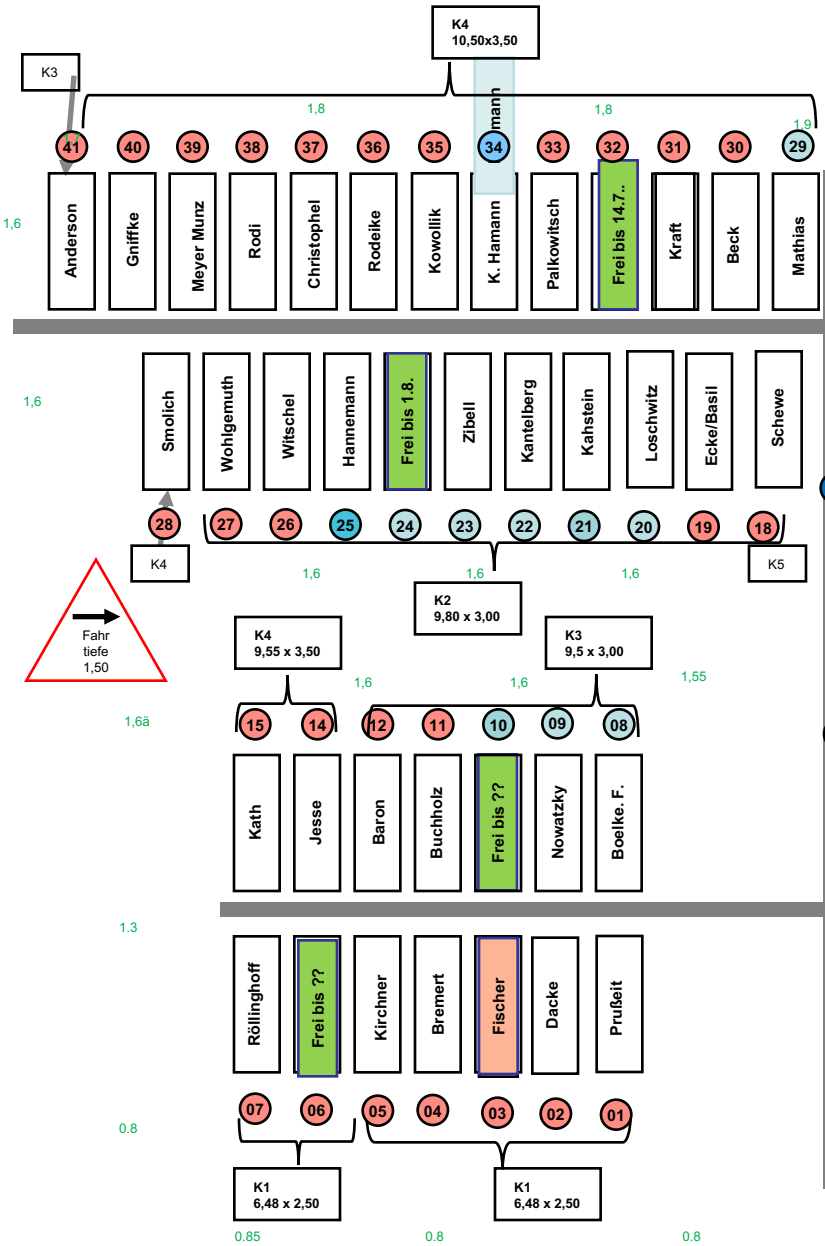 K4
10,50x3,50
K3
1,8
1,8
1,9
1,7
mann
41
40
39
38
37
36
35
34
33
32
31
30
29
1,6
Anderson
Gniffke
Meyer Munz
Rodi
Christophel
Rodeike
Kowollik
K. Hamann
Palkowitsch
Frei bis 14.7..
Kraft
Beck
Mathias
1,6
Smolich
Wohlgemuth
Witschel
Hannemann
Frei bis 1.8.
Zibell
Kantelberg
Kahstein
Loschwitz
Ecke/Basil
Schewe
28
27
26
25
24
23
22
21
20
19
18
K4
K5
1,6
1,6
1,6
Fahr
tiefe
1,50
K2
9,80 x 3,00
K4
9,55 x 3,50
K3
9,5 x 3,00
1,6
1,6
1,55
1,6ä
15
14
12
11
10
09
08
Kath
Jesse
Baron
Buchholz
Frei bis ??
Nowatzky
Boelke. F.
1.3
Röllinghoff
Frei bis ??
Kirchner
Bremert
Fischer
Dacke
Prußeit
0.8
07
06
05
04
03
02
01
K1
6,48 x 2,50
K1
6,48 x 2,50
0.85
0.8
0.8